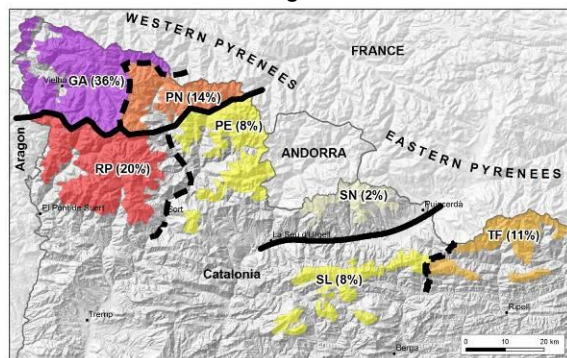 WESTERN PYRENEES
FRANCE
Vielha
GA (36%)
PN (14%)
PE (8%)
Aragon
ANDORRA
EASTERN PYRENEES
RP (20%)
SN (2%)
Puigcerdà
El Pont de Suert
Sort
La Seu d'Urgell
TF (11%)
Catalonia
SL (8%)
Tremp
Ripoll
Berga
0 10 20 km